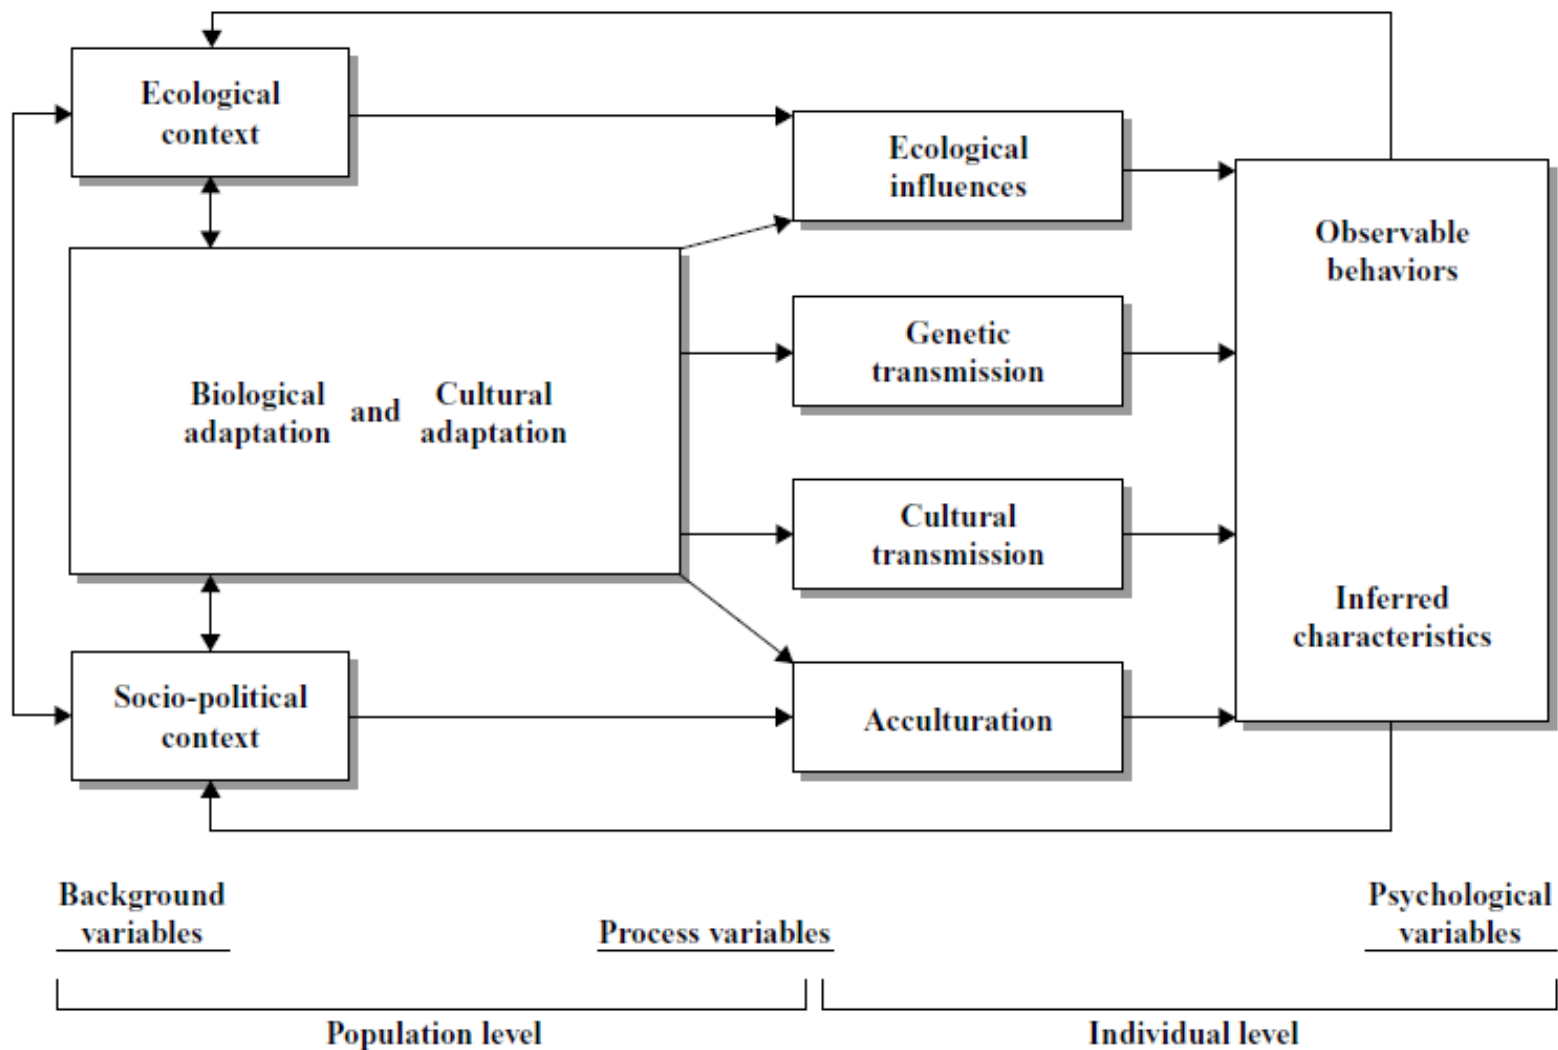 Ecological
context
Ecological
influences
Observable
behaviors
Genetic
transmission
Biological
adaptation
and
Cultural
adaptation
Cultural
transmission
Inferred
characteristics
Socio-political
context
Acculturation
Background
variables
Process variables
Psychological
variables
Population level
Individual level